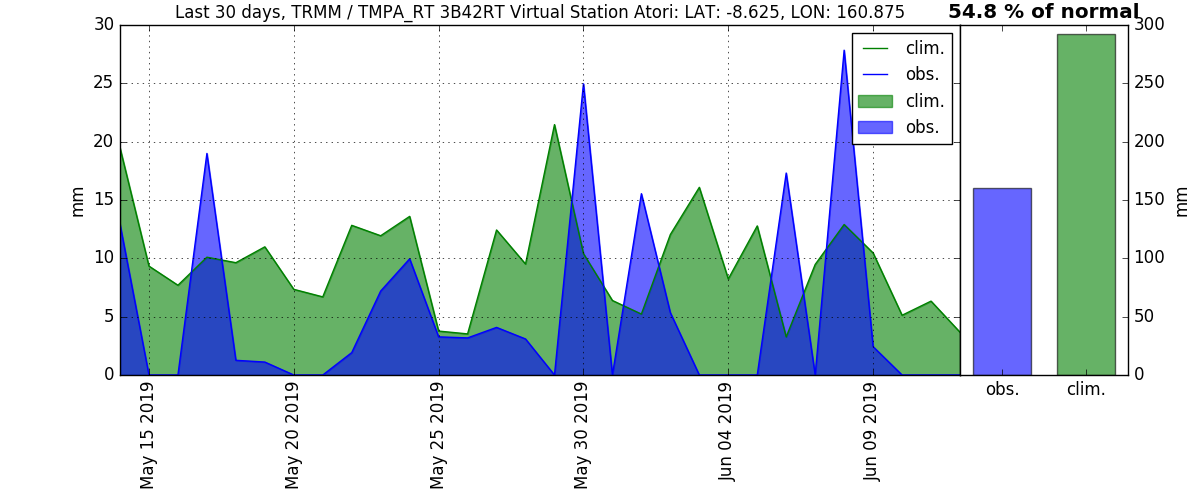 Last 30 days, TRMM / TMPA_RT 3B42RT Virtual Station Atori: LAT: -8.625, LON: 160.875
54.8 % of normal
30
25
20
15
10
5
0
mm
clim.
obs.
clim.
obs.
May 15 2019
May 20 2019
May 25 2019
May 30 2019
Jun 04 2019
Jun 09 2019
300
250
200
150
100
50
0
mm
obs.
clim.